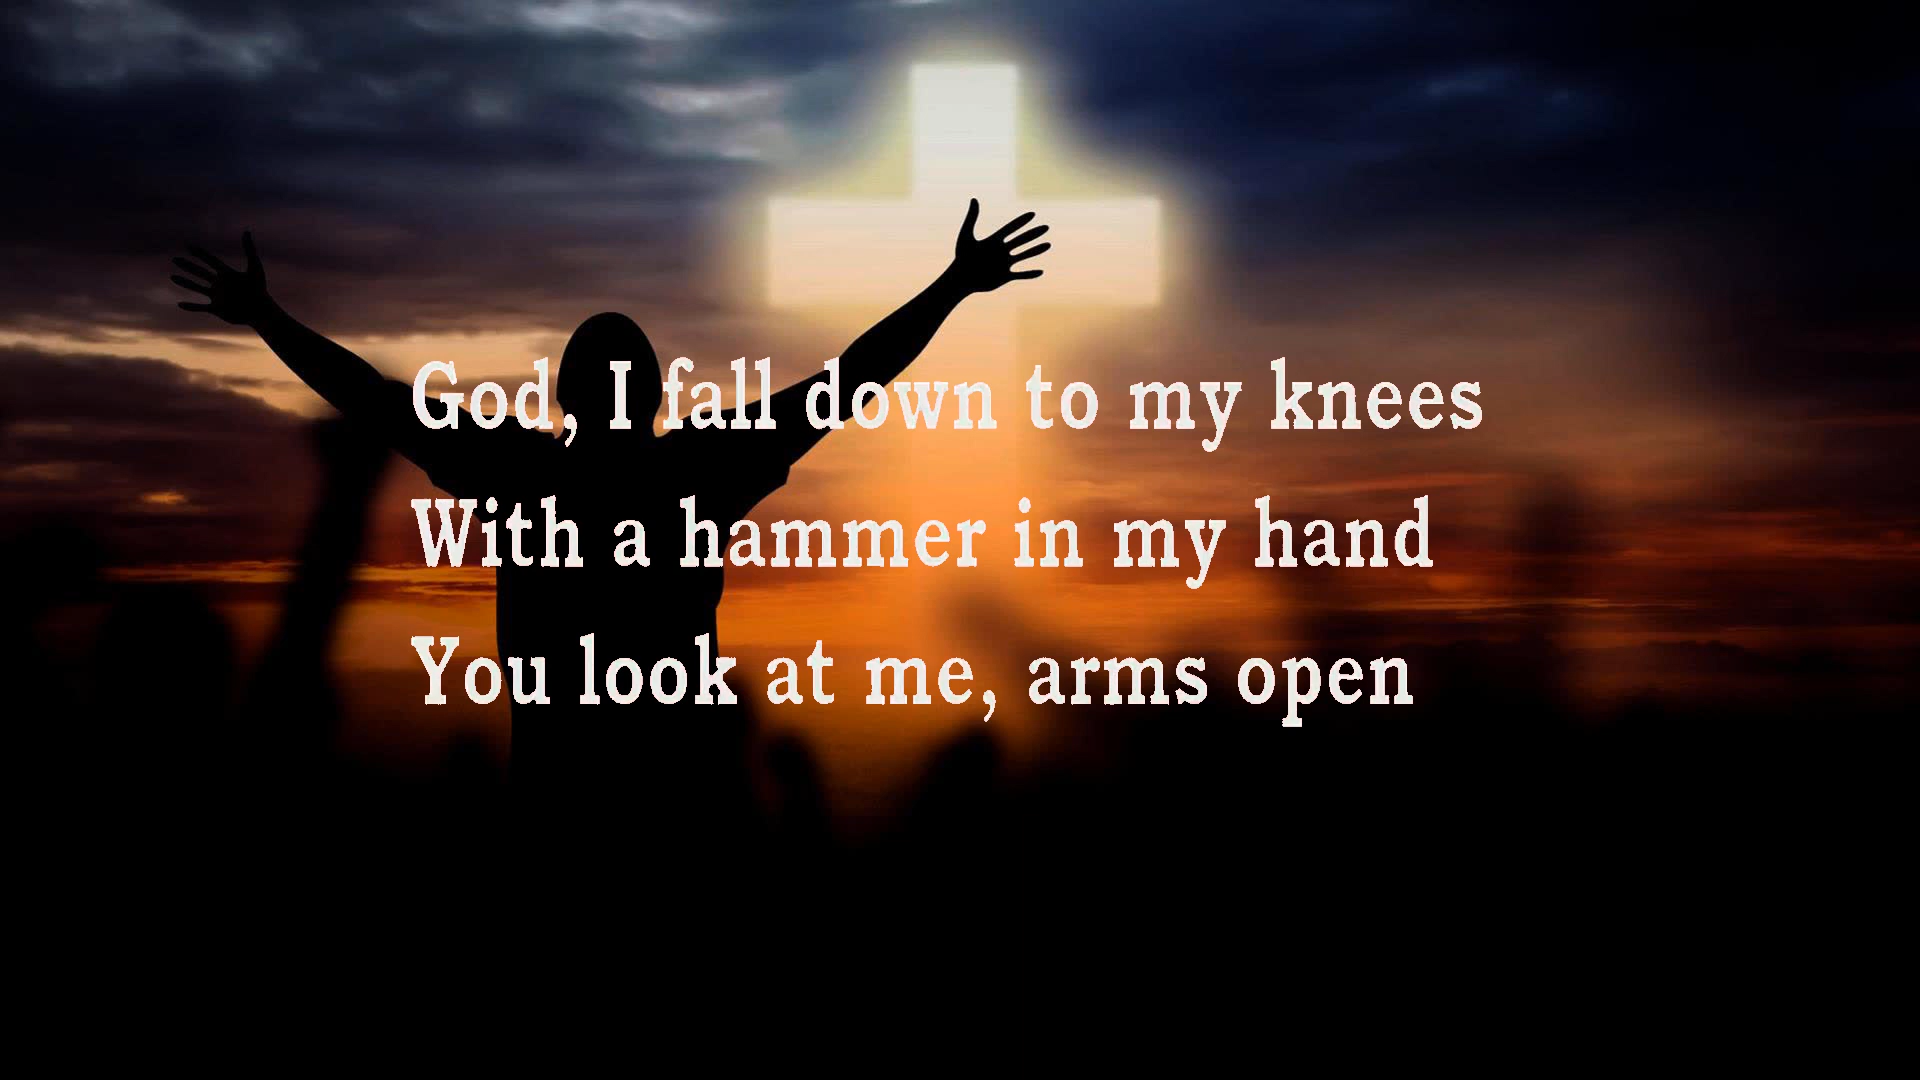 God, I fall down to my knees
With a hammer in my hand
You look at me, arms open